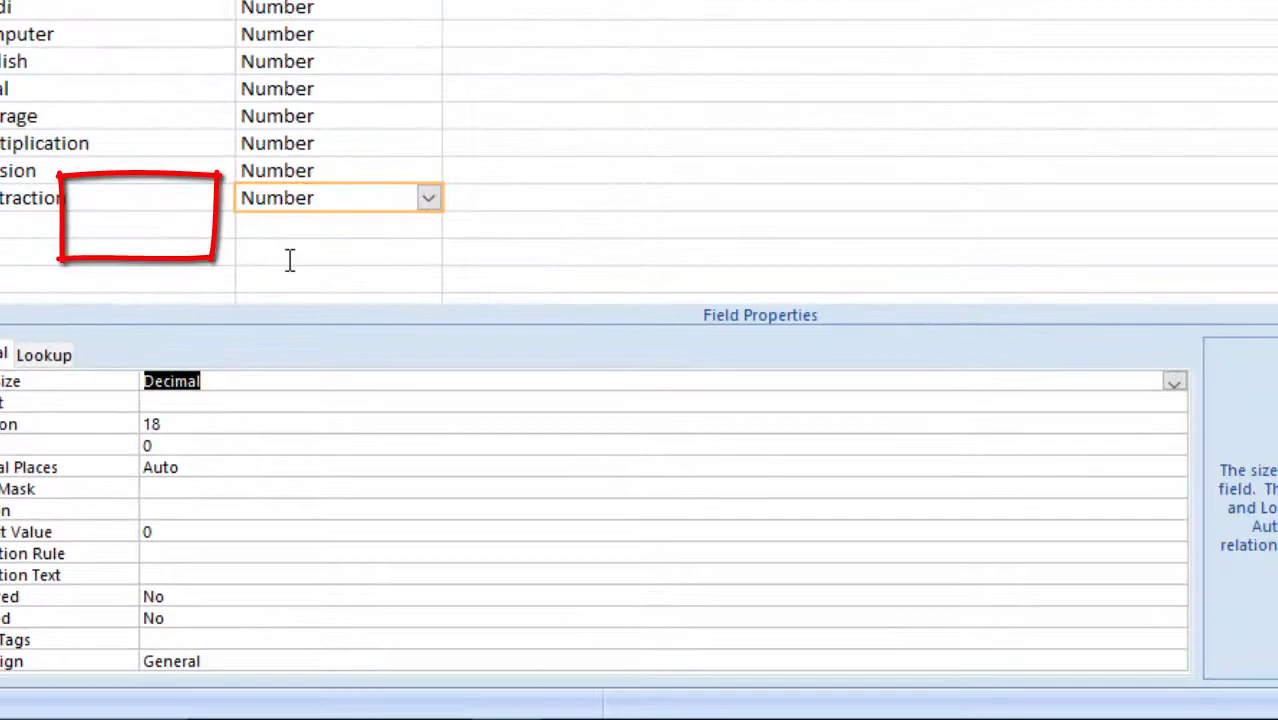 di Number
nputer Number
lish Number
al Number
rage Number
tiplication Number
sion Number
traction Number
Field Properties
al Lookup
ize Decimal
t
on 18
0
al Places Auto
Mask
n
t Value 0
tion Rule
tion Text
ed No
d No
Tags
ign General
The size
field. Th
and Lo
Aut
relation